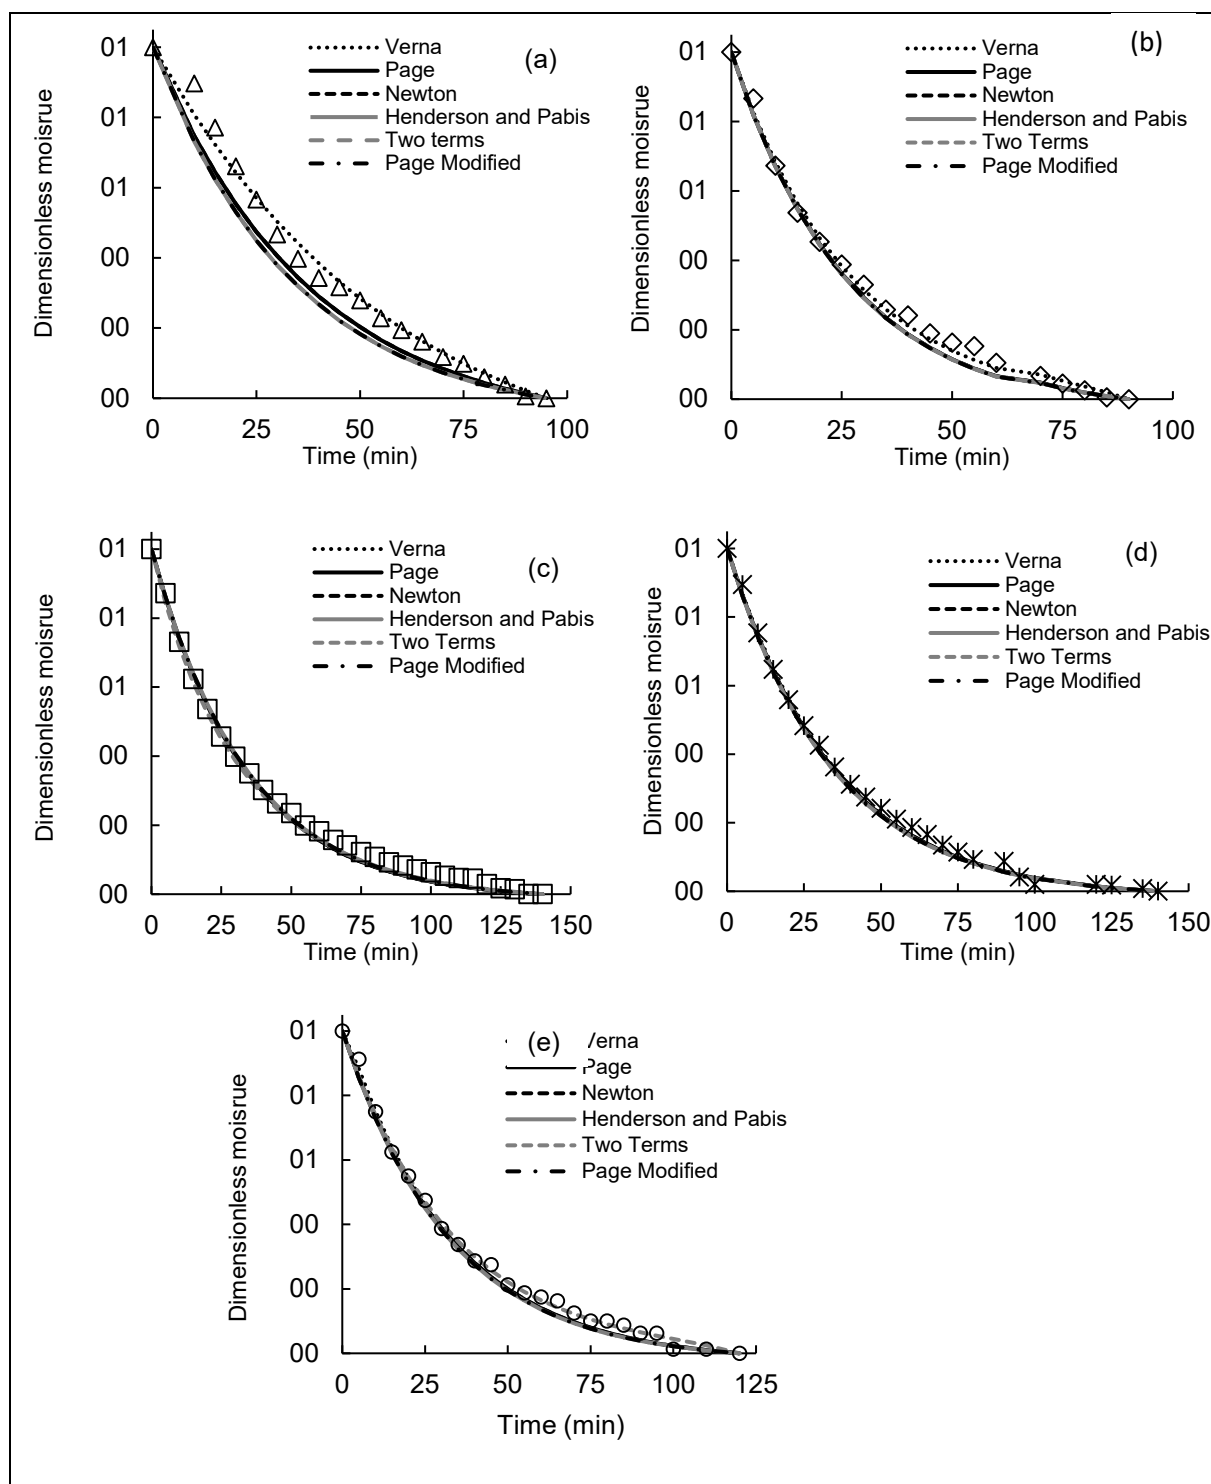 (a)
Verna
Page
Newton
Henderson and Pabis
Two terms
Page Modified
Dimensionless moisrue
01
01
01
00
00
00
0 25 50 75 100
Time (min)
(b)
Verna
Page
Newton
Henderson and Pabis
Two Terms
Page Modified
Dimensionless moisrue
01
01
01
00
00
00
0 25 50 75 100
Time (min)
(c)
Verna
Page
Newton
Henderson and Pabis
Two Terms
Page Modified
Dimensionless moisrue
01
01
01
00
00
00
0 25 50 75 100 125 150
Time (min)
(d)
Verna
Page
Newton
Henderson and Pabis
Two Terms
Page Modified
Dimensionless moisrue
01
01
01
00
00
00
0 25 50 75 100 125 150
Time (min)
(e)
Verna
Page
Newton
Henderson and Pabis
Two Terms
Page Modified
Dimensionless moisrue
01
01
01
00
00
00
0 25 50 75 100 125
Time (min)